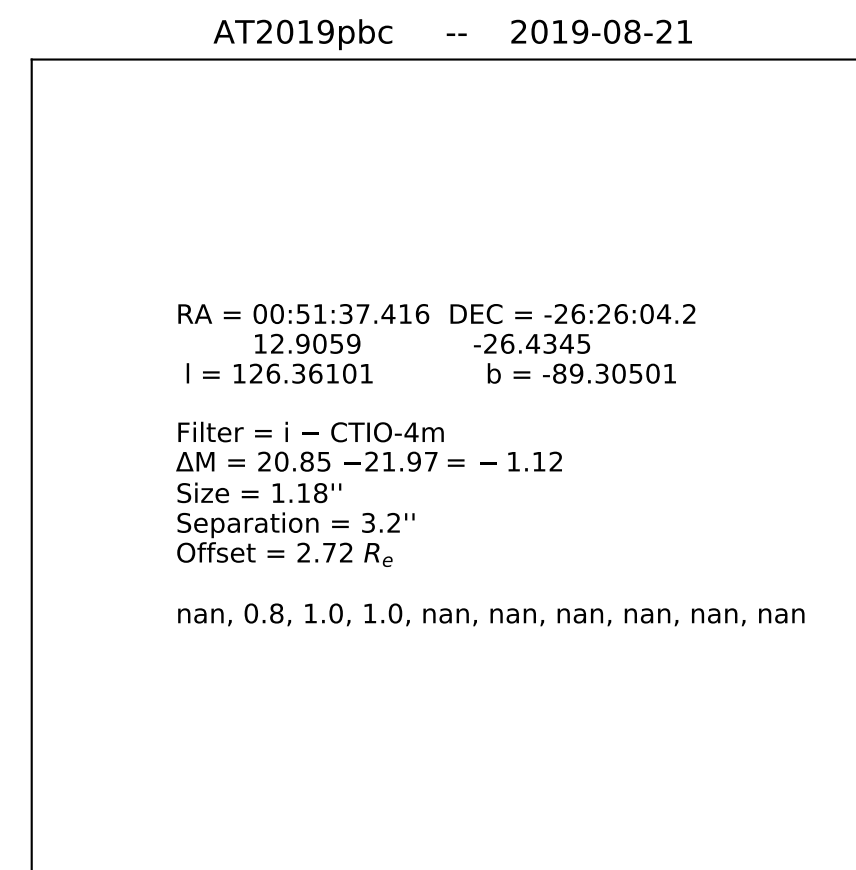 AT2019pbc -- 2019-08-21
RA = 00:51:37.416 DEC = -26:26:04.2
12.9059 -26.4345
l = 126.36101 b = -89.30501
Filter = i − CTIO-4m
ΔM = 20.85 −21.97 = − 1.12
Size = 1.18''
Separation = 3.2''
Offset = 2.72 Re
nan, 0.8, 1.0, 1.0, nan, nan, nan, nan, nan, nan